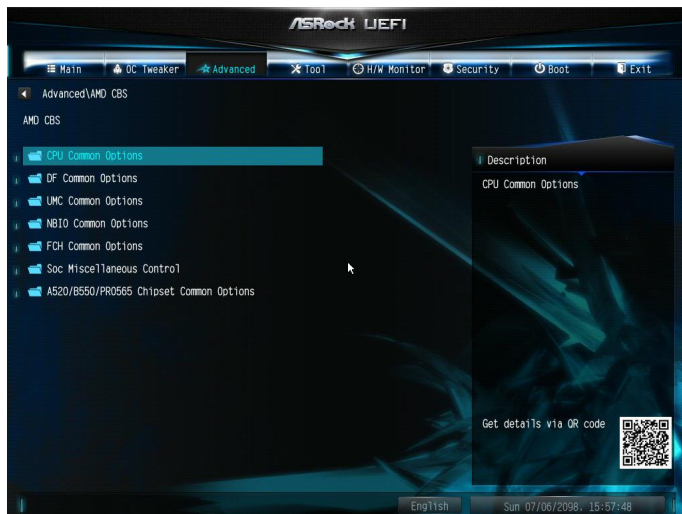 ASRock UEFI
Main OC Tweaker Advanced Tool H/W Monitor Security Boot Exit
Advanced\AMD CBS
AMD CBS
CPU Common Options
DF Common Options
UMC Common Options
NBIO Common Options
FCH Common Options
Soc Miscellaneous Control
A520/B550/PRO565 Chipset Common Options
Description
CPU Common Options
Get details via QR code
English
Sun 07/06/2098, 15:57:48